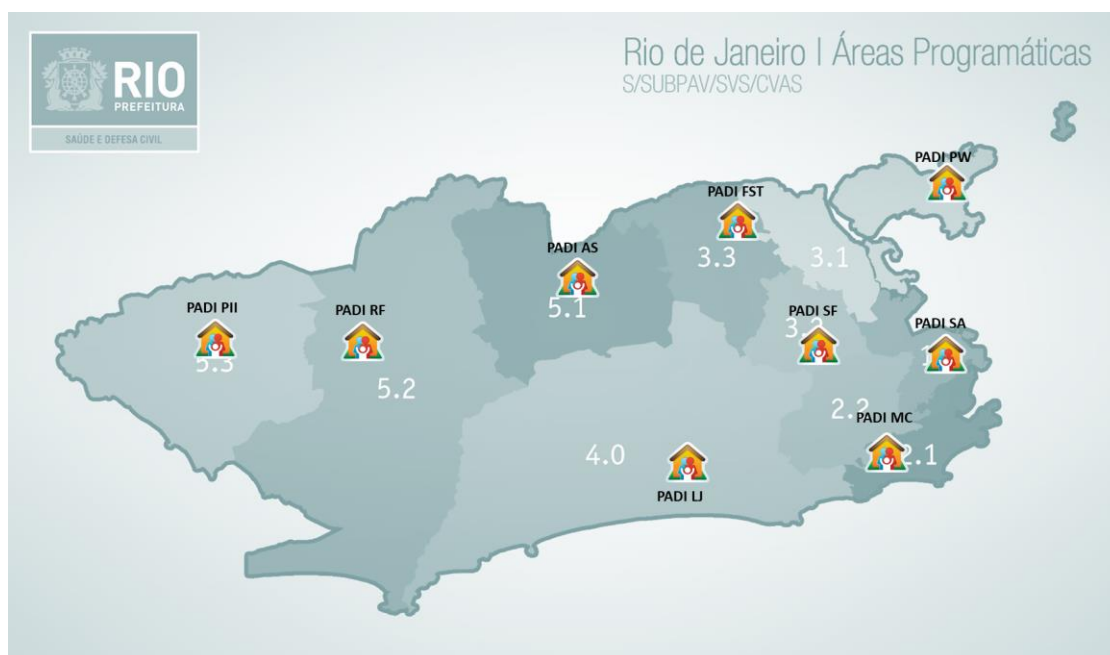 RIO
PREFEITURA
SAÚDE E DEFESA CIVIL
Rio de Janeiro | Áreas Programáticas
S/SUBPAV/SVS/CVAS
PADI PW
PADI FST
3.3
3.1
PADI AS
5.1
PADI PII
5.3
PADI RF
5.2
PADI SF
PADI SA
2.2
PADI MC
2.1
4.0
PADI LJ